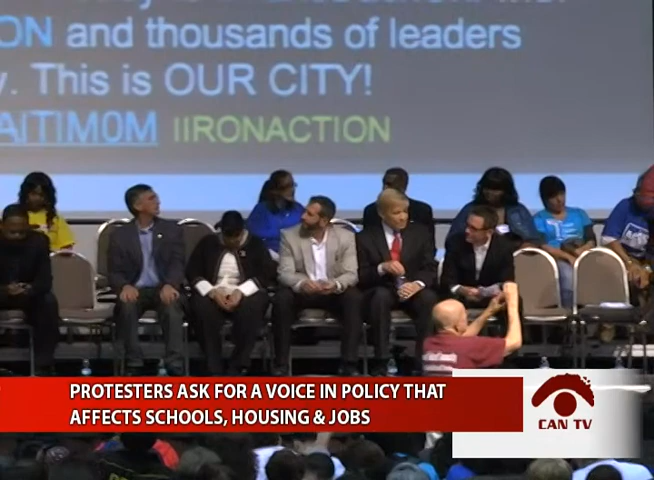 ON and thousands of leaders
. This is OUR CITY!
IIRONACTION
PROTESTERS ASK FOR A VOICE IN POLICY THAT
AFFECTS SCHOOLS, HOUSING & JOBS
CAN TV